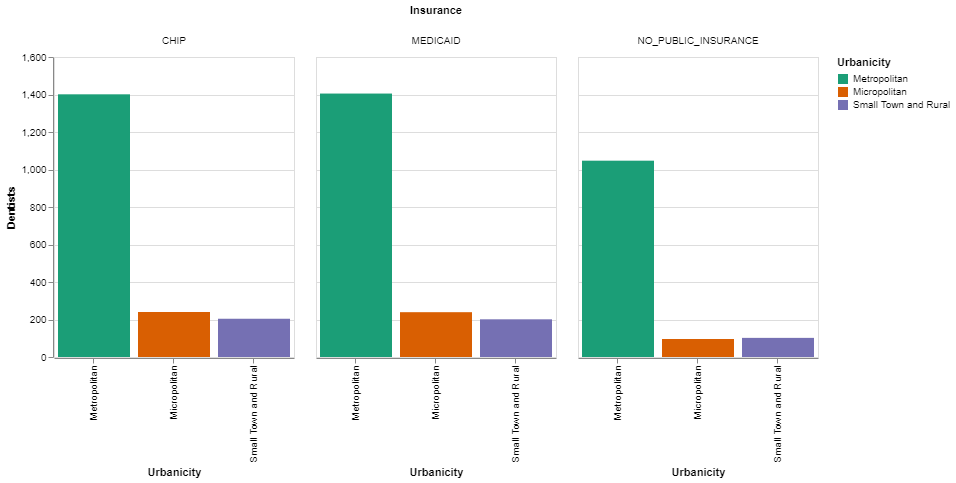 Insurance
CHIP
MEDICAID
NO_PUBLIC_INSURANCE
Dentists
1,600
1,400
1,200
1,000
800
600
400
200
0
Metropolitan
Micropolitan
Small Town and Rural
Metropolitan
Micropolitan
Small Town and Rural
Metropolitan
Micropolitan
Small Town and Rural
Urbanicity
Urbanicity
Urbanicity
Urbanicity
Metropolitan
Micropolitan
Small Town and Rural